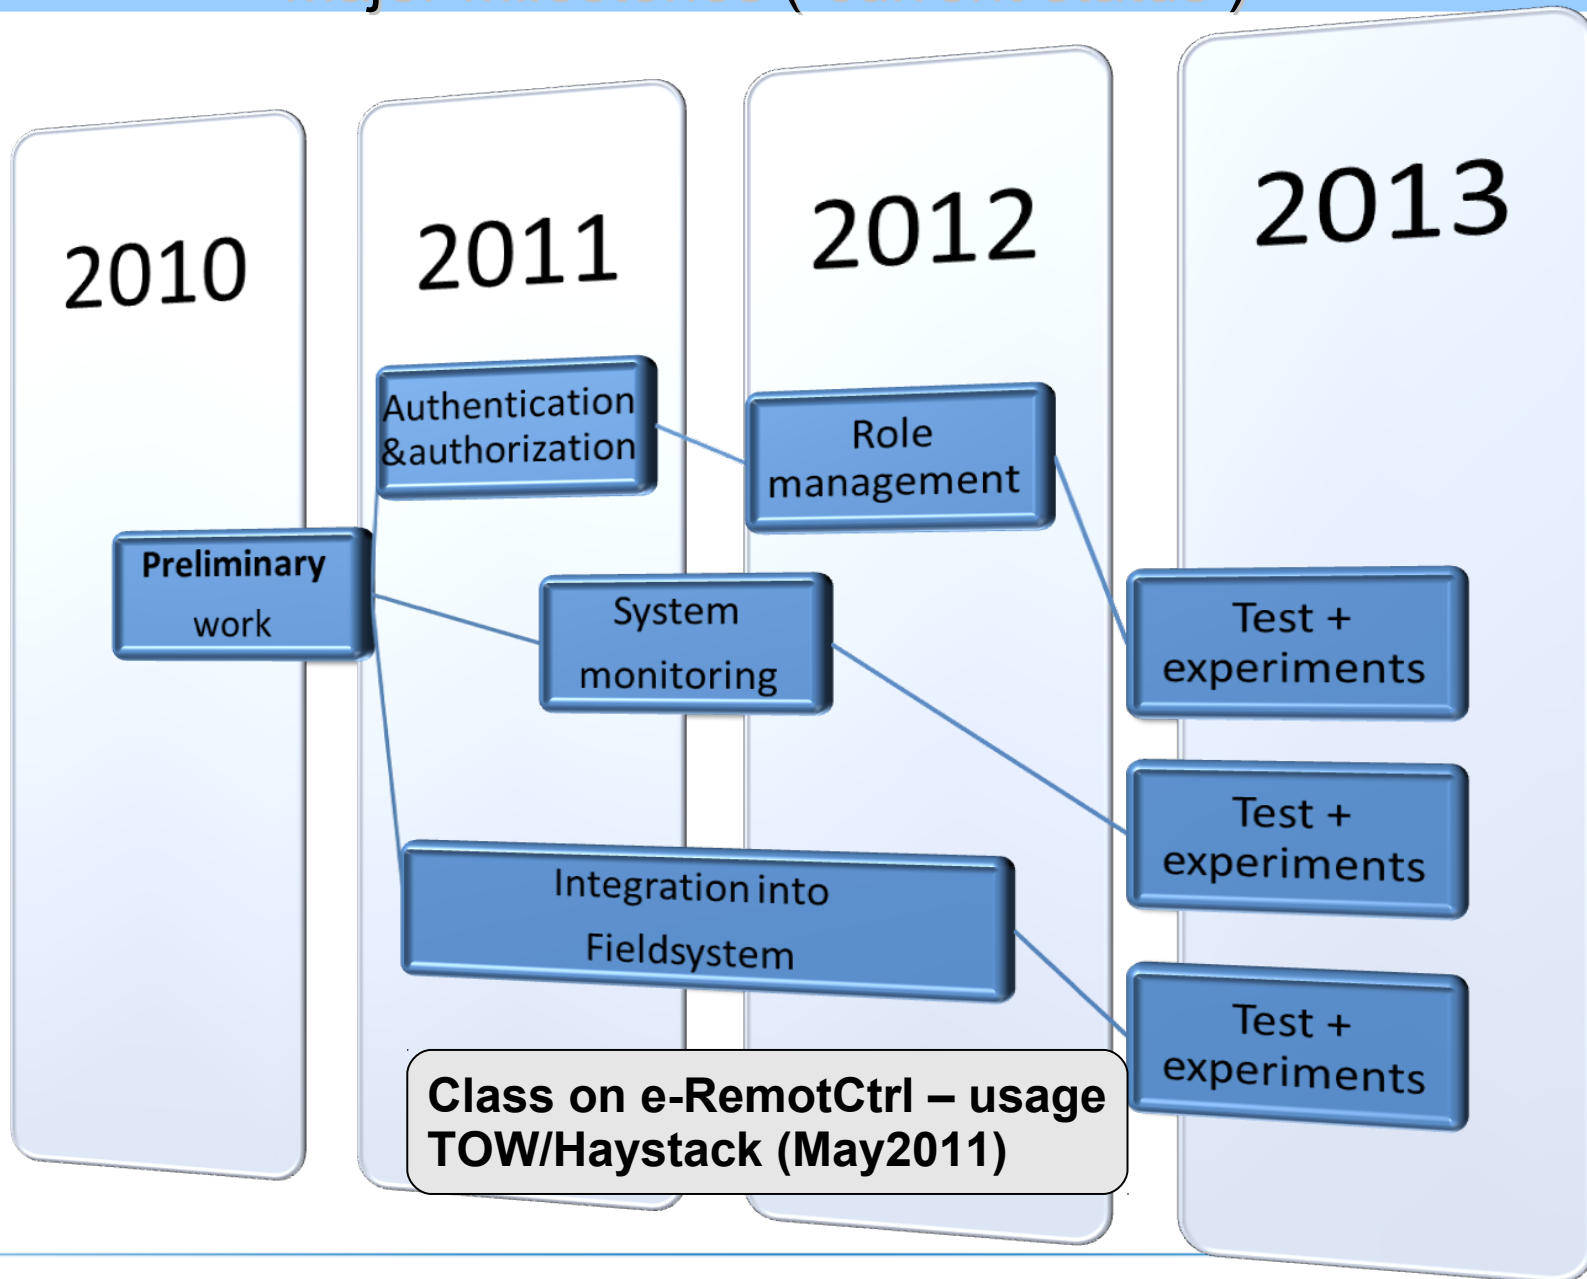 2010
2011
2012
2013
Authentication
&authorization
Role
management
Preliminary
work
System
monitoring
Test +
experiments
Test +
experiments
Integration into
Fieldsystem
Test +
experiments
Class on e-RemotCtrl – usage
TOW/Haystack (May2011)